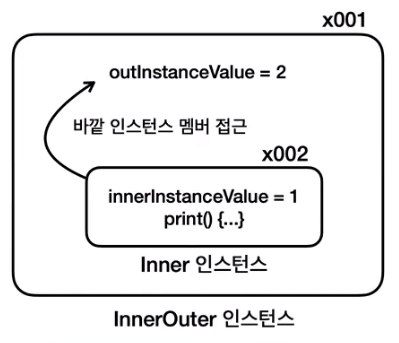 x001
outInstanceValue = 2
바깥 인스턴스 멤버 접근
x002
innerInstanceValue = 1
print() {...}
Inner 인스턴스
InnerOuter 인스턴스